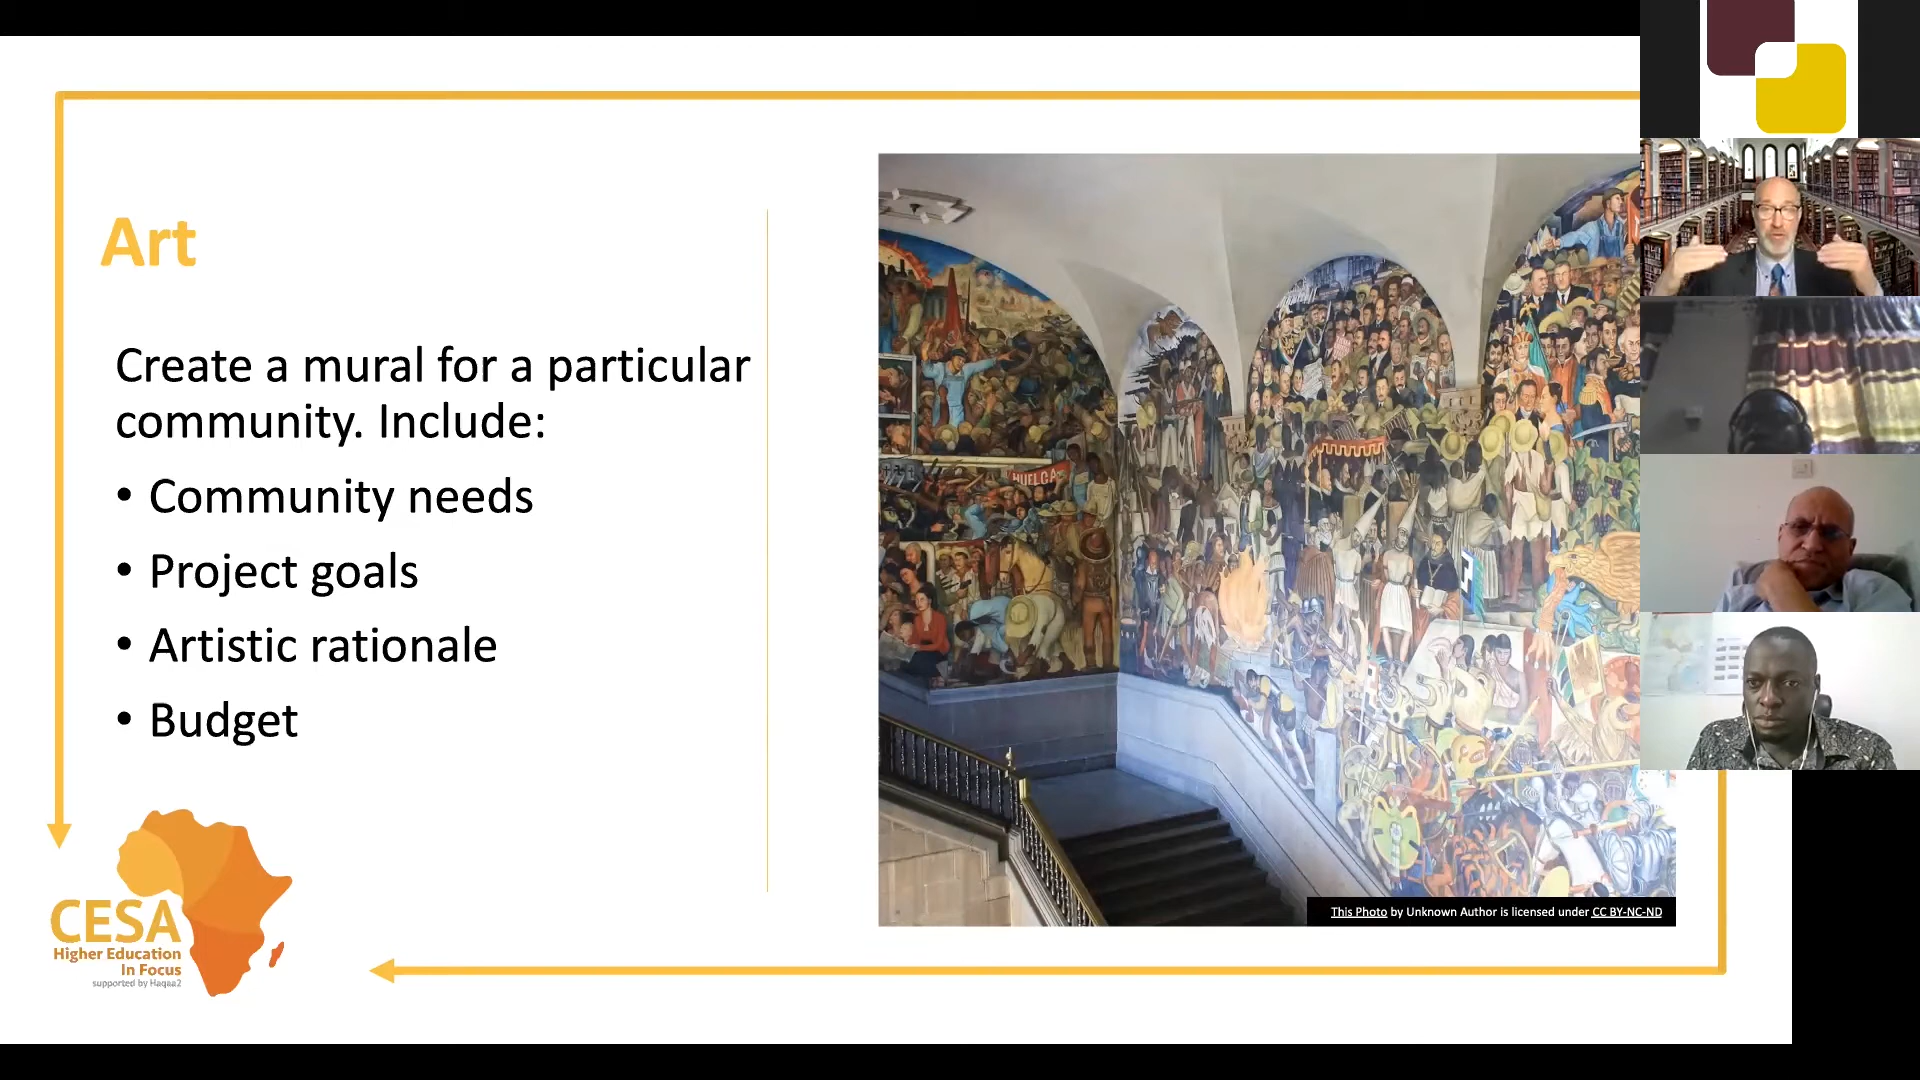 Art
Create a mural for a particular
community. Include:
• Community needs
• Project goals
• Artistic rationale
• Budget
HUELGA
This Photo by Unknown Author is licensed under CC BY-NC-ND
CESA
Higher Education
In Focus
supported by Haqaa2